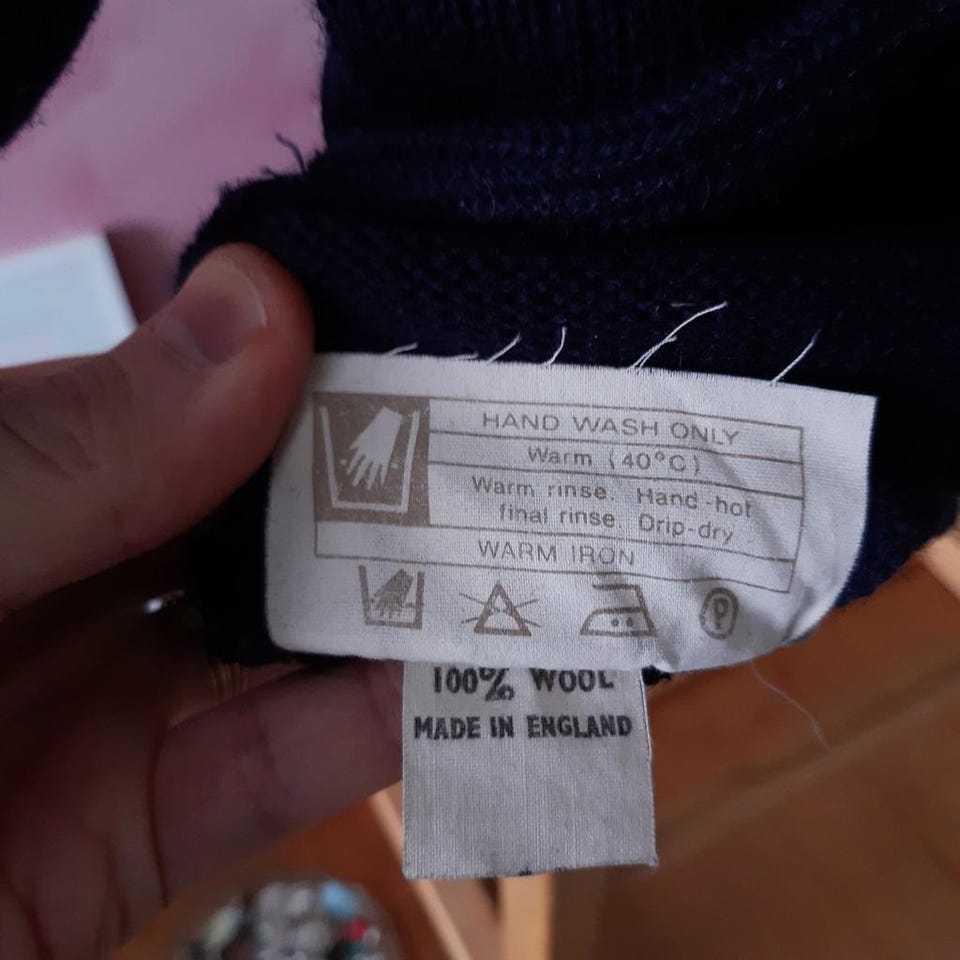 HAND WASH ONLY
Warm (40°C)
Warm rinse. Hand-hot
final rinse. Drip-dry
WARM IRON
P
100% WOOL
MADE IN ENGLAND